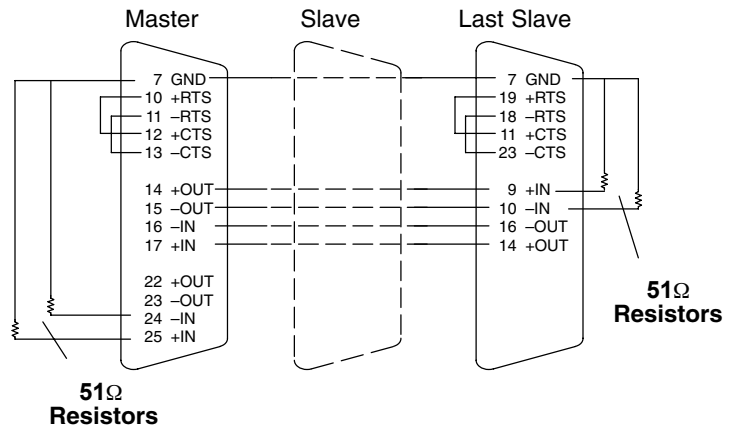 Master Slave Last Slave
7 GND 7 GND
10 +RTS 19 +RTS
11 –RTS 18 –RTS
12 +CTS 11 +CTS
13 –CTS 23 –CTS
14 +OUT 9 +IN
15 –OUT 10 –IN
16 –IN 16 –OUT
17 +IN 14 +OUT
22 +OUT
23 –OUT
24 –IN
25 +IN
51Ω
Resistors
51Ω
Resistors